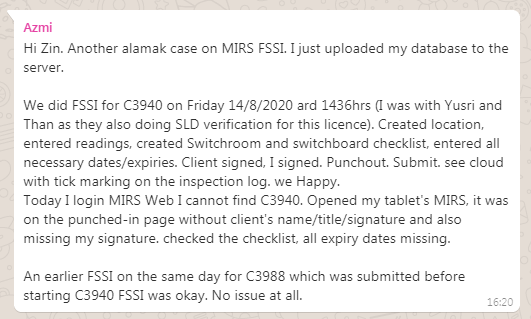 Azmi
Hi Zin. Another alamak case on MIRS FSSI. I just uploaded my database to the
server.
We did FSSI for C3940 on Friday 14/8/2020 ard 1436hrs (I was with Yusri and
Than as they also doing SLD verification for this licence). Created location,
entered readings, created Switchroom and switchboard checklist, entered all
necessary dates/expiries. Client signed, I signed. Punchout. Submit. see cloud
with tick marking on the inspection log. we Happy.
Today I login MIRS Web I cannot find C3940. Opened my tablet's MIRS, it was
on the punched-in page without client's name/title/signature and also
missing my signature. checked the checklist, all expiry dates missing.
An earlier FSSI on the same day for C3988 which was submitted before
starting C3940 FSSI was okay. No issue at all.
16:20